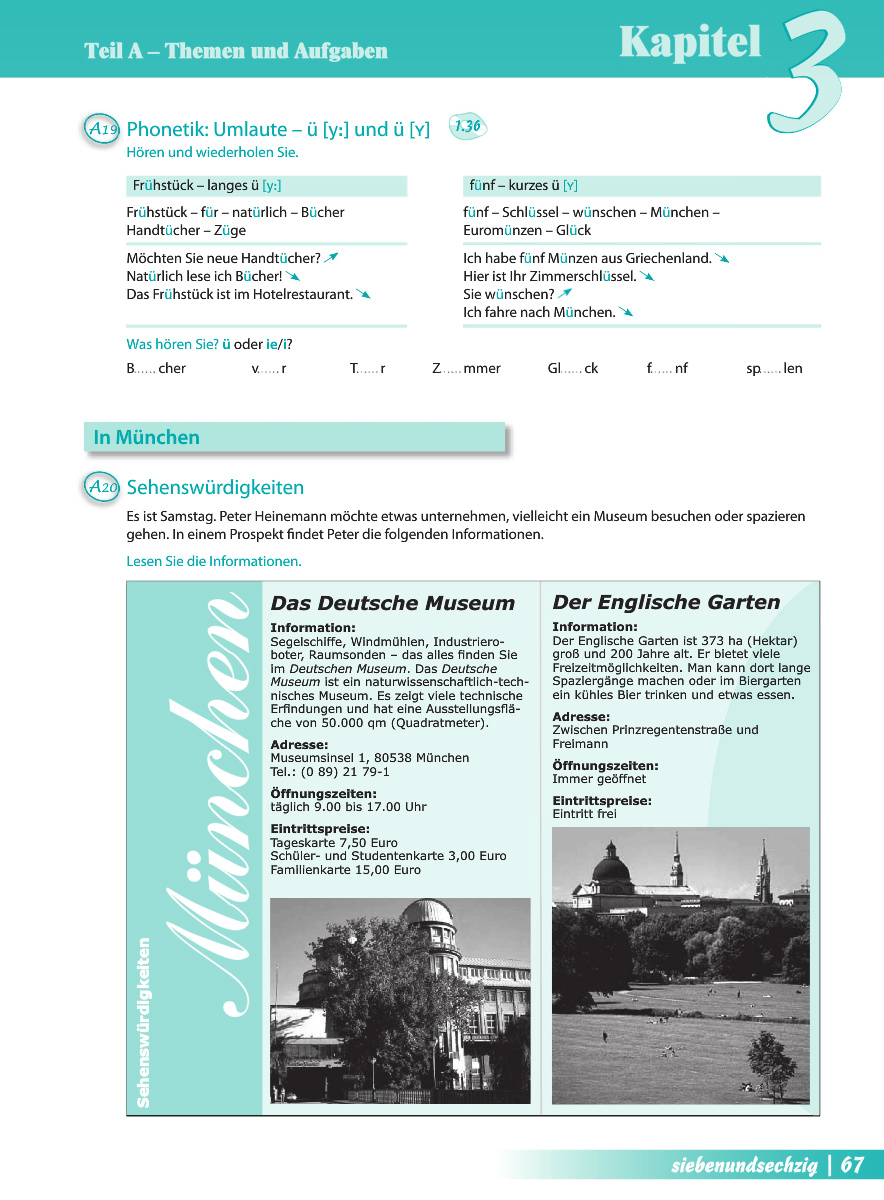 Teil A – Themen und Aufgaben
Kapitel 3
A19 Phonetik: Umlaute – ü [y:] und ü [ʏ] 1.36
Hören und wiederholen Sie.
Frühstück – langes ü [y:]
Frühstück – für – natürlich – Bücher
Handtücher – Züge
Möchten Sie neue Handtücher? ↗
Natürlich lese ich Bücher! ↘
Das Frühstück ist im Hotelrestaurant. ↘
fünf – kurzes ü [ʏ]
fünf – Schlüssel – wünschen – München –
Euromünzen – Glück
Ich habe fünf Münzen aus Griechenland. ↘
Hier ist Ihr Zimmerschlüssel. ↘
Sie wünschen? ↗
Ich fahre nach München. ↘
Was hören Sie? ü oder ie/i?
B...... cher v...... r T...... r Z...... mmer Gl...... ck f...... nf sp...... len
In München
A20 Sehenswürdigkeiten
Es ist Samstag. Peter Heinemann möchte etwas unternehmen, vielleicht ein Museum besuchen oder spazieren
gehen. In einem Prospekt findet Peter die folgenden Informationen.
Lesen Sie die Informationen.
Sehenswürdigkeiten
München
Das Deutsche Museum
Information:
Segelschiffe, Windmühlen, Industriero-
boter, Raumsonden – das alles finden Sie
im Deutschen Museum. Das Deutsche
Museum ist ein naturwissenschaftlich-tech-
nisches Museum. Es zeigt viele technische
Erfindungen und hat eine Ausstellungsflä-
che von 50.000 qm (Quadratmeter).
Adresse:
Museumsinsel 1, 80538 München
Tel.: (0 89) 21 79-1
Öffnungszeiten:
täglich 9.00 bis 17.00 Uhr
Eintrittspreise:
Tageskarte 7,50 Euro
Schüler- und Studentenkarte 3,00 Euro
Familienkarte 15,00 Euro
Der Englische Garten
Information:
Der Englische Garten ist 373 ha (Hektar)
groß und 200 Jahre alt. Er bietet viele
Freizeitmöglichkeiten. Man kann dort lange
Spaziergänge machen oder im Biergarten
ein kühles Bier trinken und etwas essen.
Adresse:
Zwischen Prinzregentenstraße und
Freimann
Öffnungszeiten:
Immer geöffnet
Eintrittspreise:
Eintritt frei
siebenundsechzig | 67